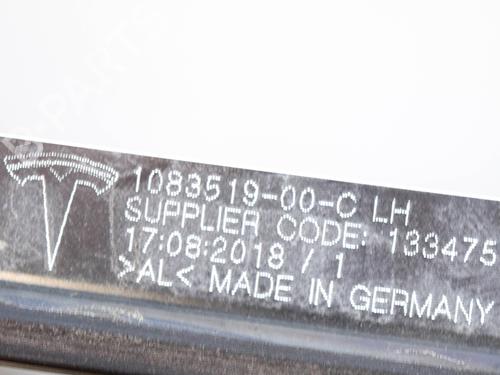 1083519-00-C LH
SUPPLIER CODE: 133475
17:08:2018 / 1
>AL< MADE IN GERMANY